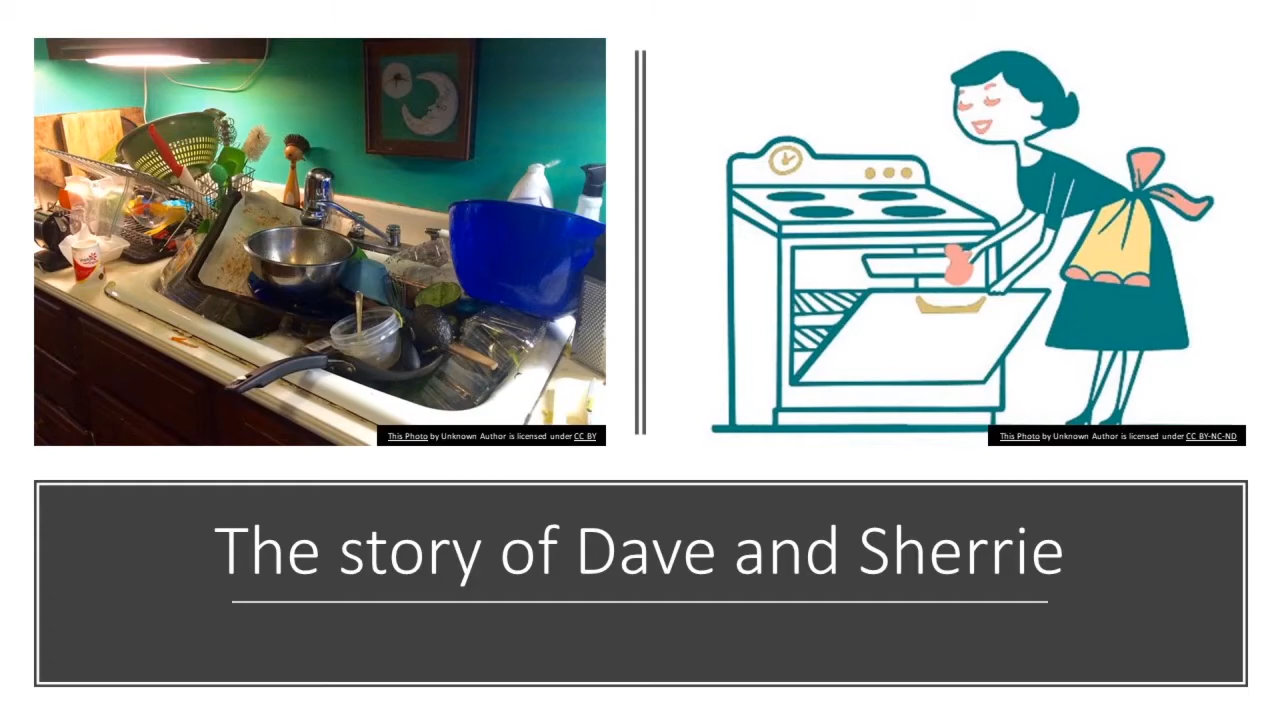 This Photo by Unknown Author is licensed under CC BY
This Photo by Unknown Author is licensed under CC BY-NC-ND
The story of Dave and Sherrie